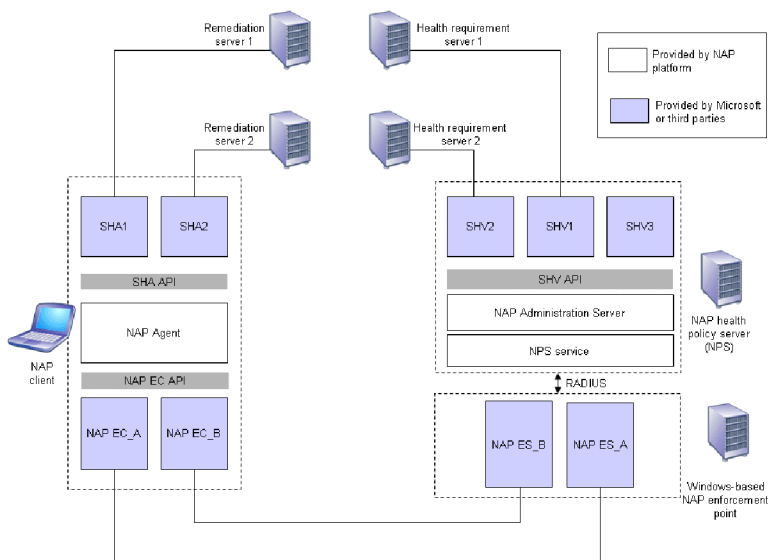 Remediation
server 1
Health requirement
server 1
Provided by NAP
platform
Provided by Microsoft
or third parties
Remediation
server 2
Health requirement
server 2
SHA1
SHA2
SHV2
SHV1
SHV3
SHA API
SHV API
NAP Agent
NAP Administration Server
NPS service
NAP health
policy server
(NPS)
NAP
client
NAP EC API
RADIUS
NAP EC_A
NAP EC_B
NAP ES_B
NAP ES_A
Windows-based
NAP enforcement
point